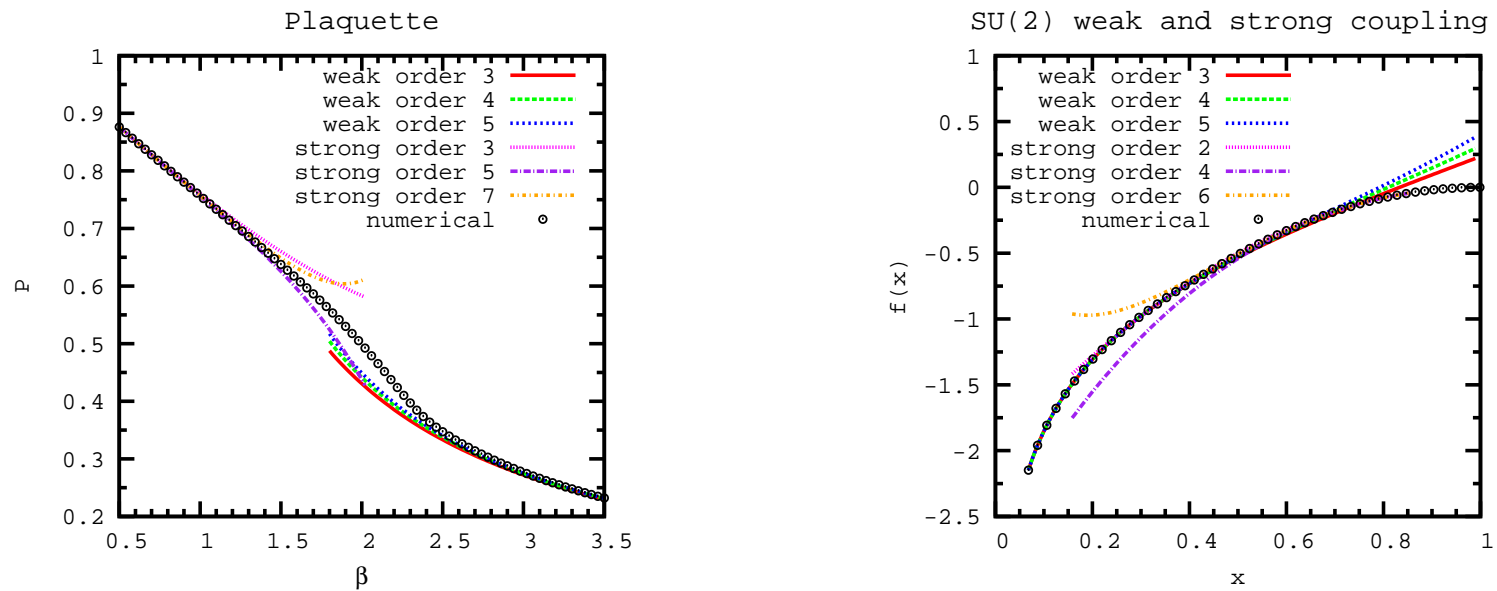 Plaquette
weak order 3
weak order 4
weak order 5
strong order 3
strong order 5
strong order 7
numerical
P
1
0.9
0.8
0.7
0.6
0.5
0.4
0.3
0.2
0.5
1
1.5
2
2.5
3
3.5
β
SU(2) weak and strong coupling
weak order 3
weak order 4
weak order 5
strong order 2
strong order 4
strong order 6
numerical
f(x)
1
0.5
0
-0.5
-1
-1.5
-2
-2.5
0
0.2
0.4
0.6
0.8
1
x